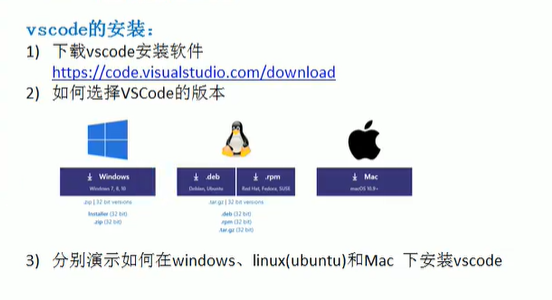 vscode的安装：
1) 下载vscode安装软件
https://code.visualstudio.com/download
2) 如何选择VSCode的版本
Windows
Windows 7, 8, 10
.zip | 32 bit versions
Installer (32 bit)
.zip (32 bit)
.deb
Debian, Ubuntu
.rpm
Red Hat, Fedora, SUSE
.tar.gz | 32 bit versions
.deb (32 bit)
.rpm (32 bit)
.tar.gz (32 bit)
Mac
macOS 10.9+
3) 分别演示如何在windows、linux(ubuntu)和Mac 下安装vscode